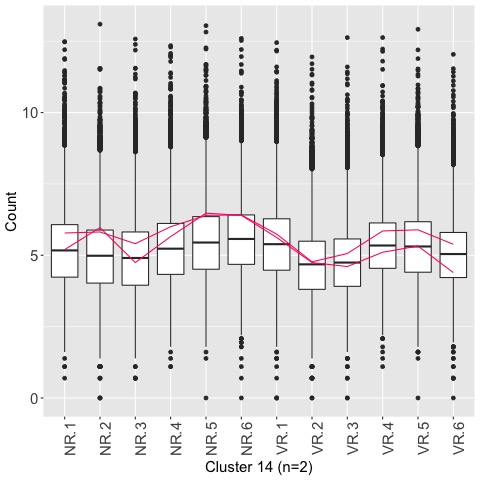 10
5
0
Count
NR.1
NR.2
NR.3
NR.4
NR.5
NR.6
VR.1
VR.2
VR.3
VR.4
VR.5
VR.6
Cluster 14 (n=2)